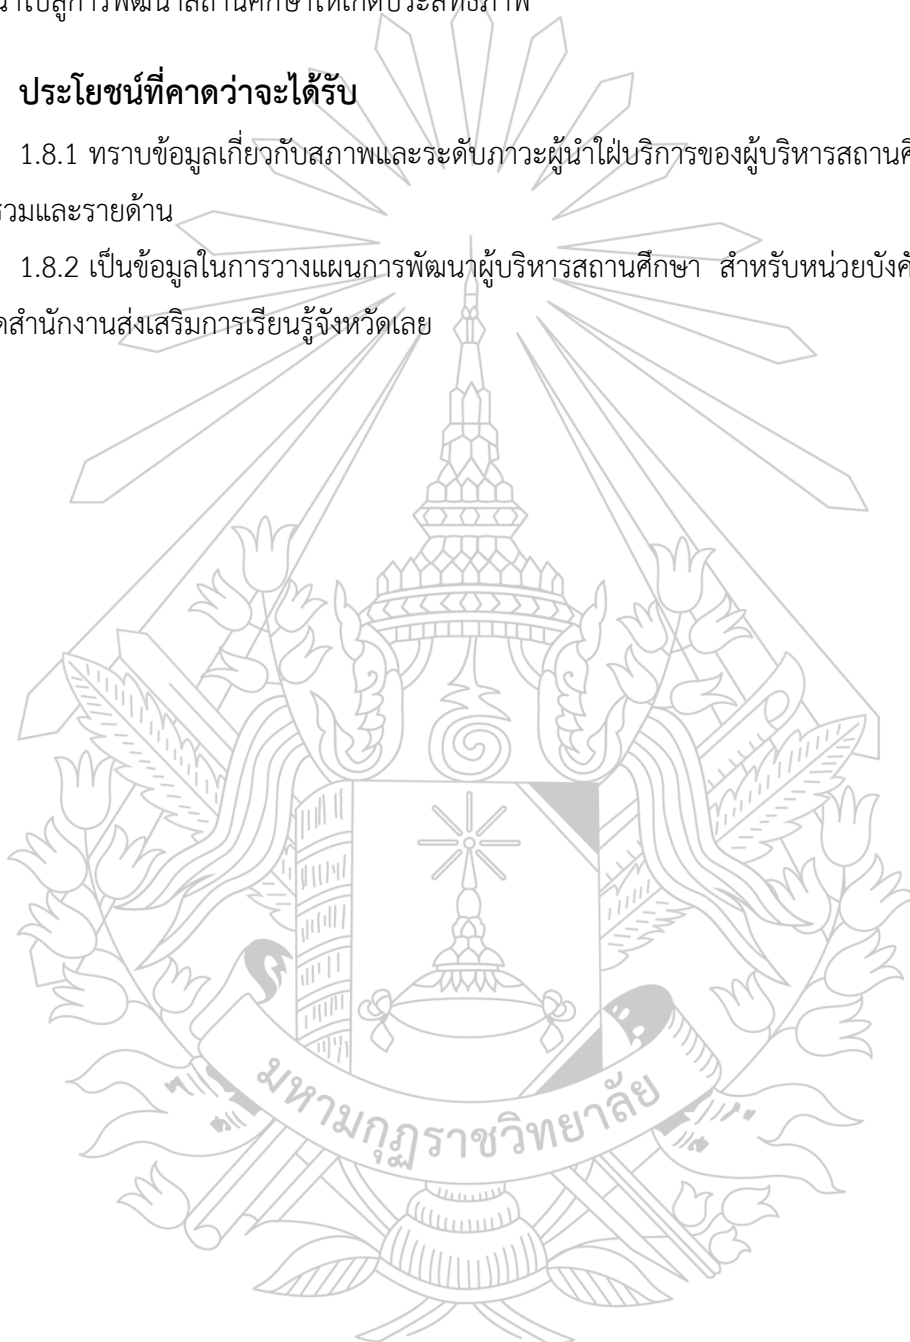 นำไปสู่การพัฒนาสถานศึกษาให้เกิดประสิทธิภาพ
ประโยชน์ที่คาดว่าจะได้รับ
1.8.1 ทราบข้อมูลเกี่ยวกับสภาพและระดับภาวะผู้นำใฝ่บริการของผู้บริหารสถานศึ
รวมและรายด้าน
1.8.2 เป็นข้อมูลในการวางแผนการพัฒนาผู้บริหารสถานศึกษา สำหรับหน่วยบังคั
ดสำนักงานส่งเสริมการเรียนรู้จังหวัดเลย
มหามกุฏราชวิทยาลัย